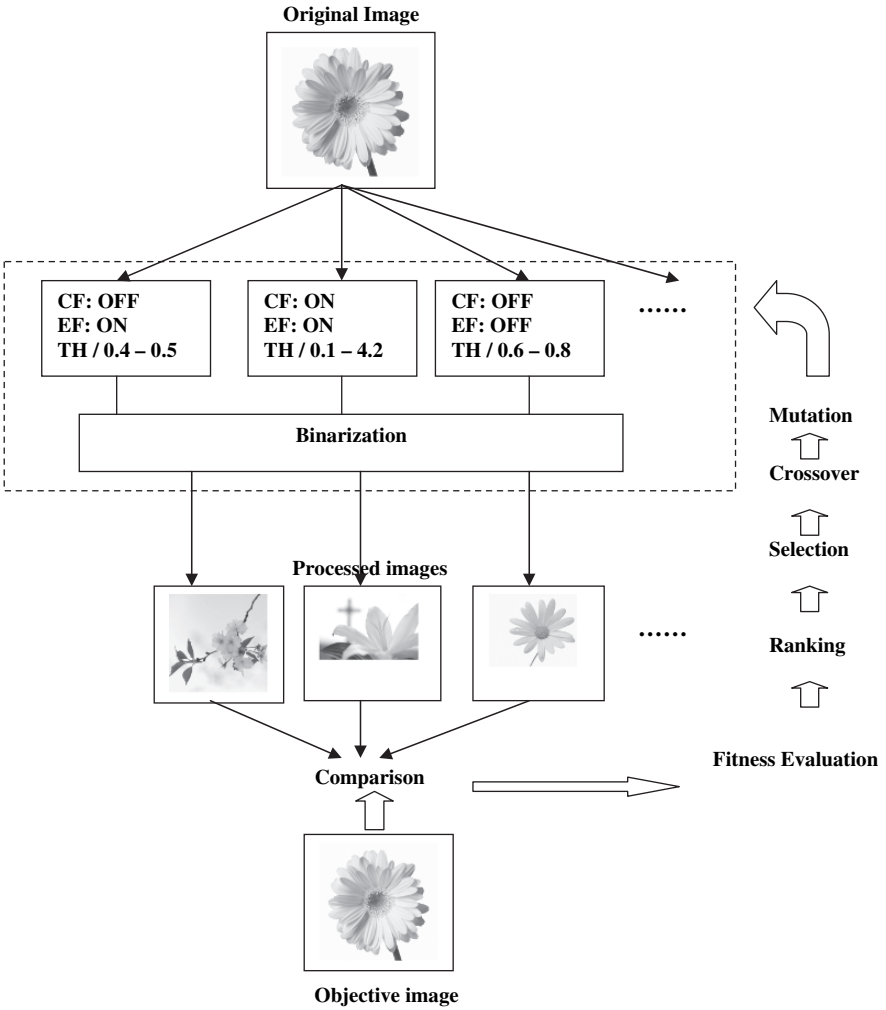 Original Image
CF: OFF
EF: ON
TH / 0.4 – 0.5
CF: ON
EF: ON
TH / 0.1 – 4.2
CF: OFF
EF: OFF
TH / 0.6 – 0.8
......
Binarization
Mutation
Crossover
Selection
Ranking
Fitness Evaluation
Processed images
......
Comparison
Objective image